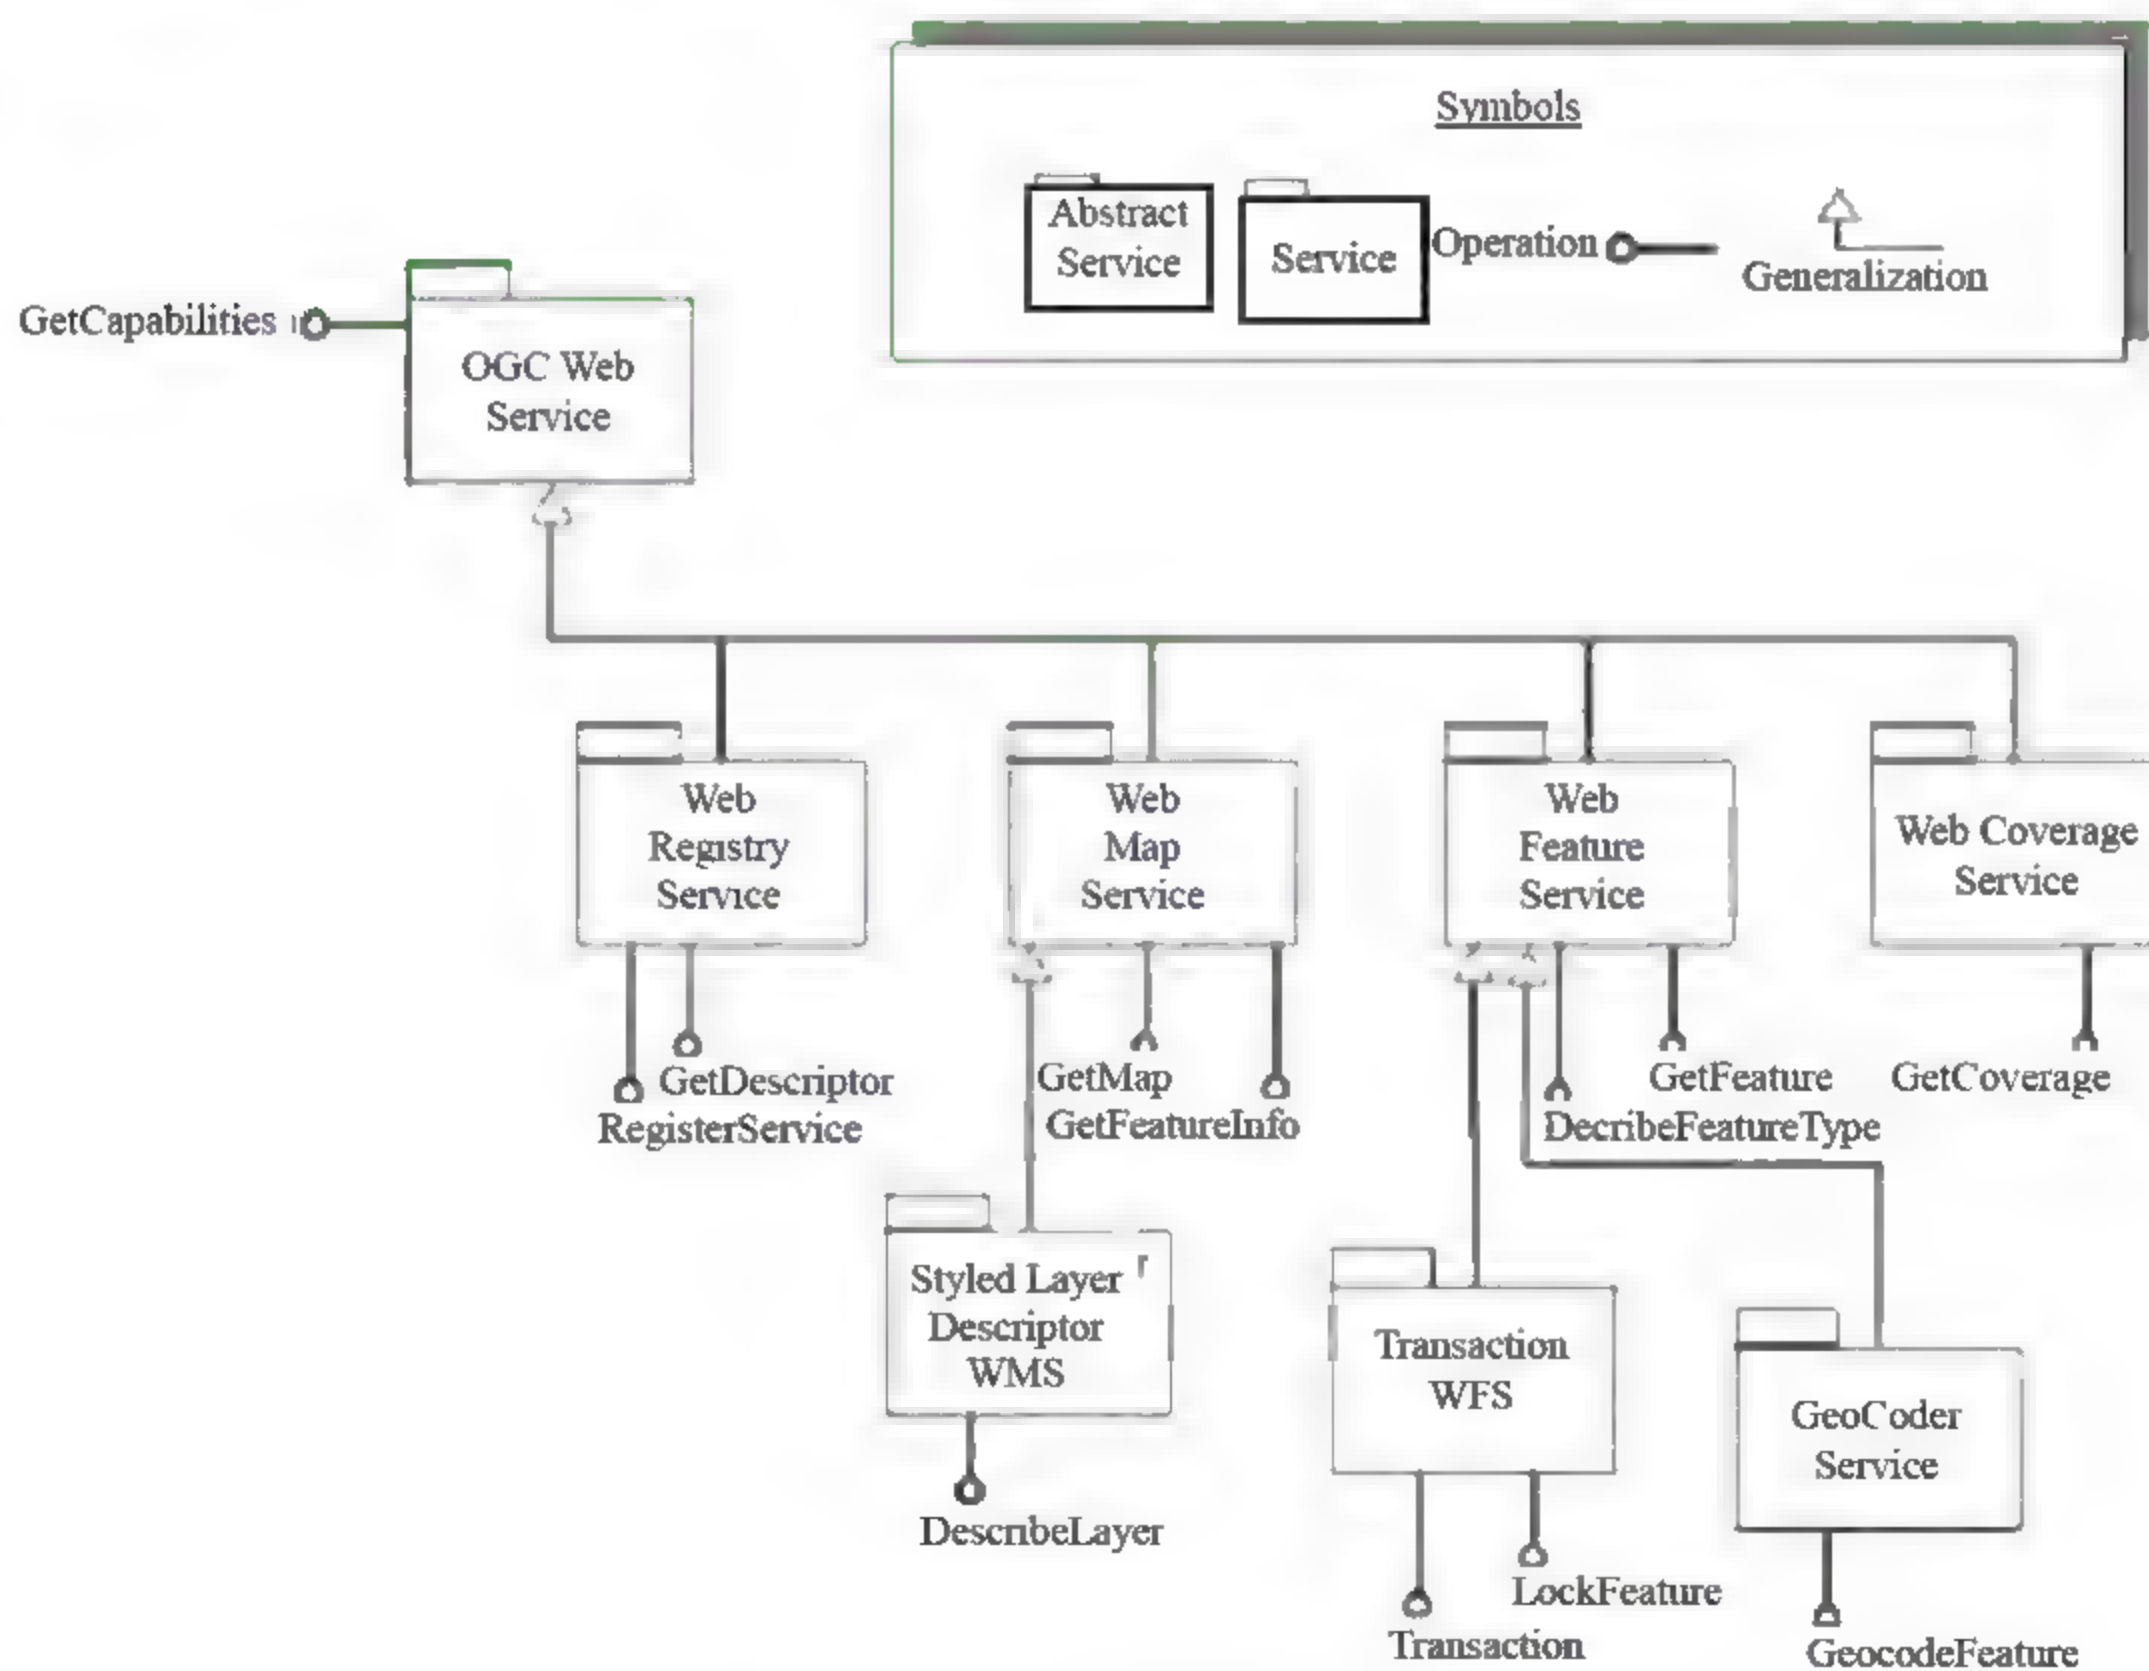 Symbols
Abstract
Service
Service
Operation
Generalization
GetCapabilities
OGC Web
Service
Web
Registry
Service
Web
Map
Service
Web
Feature
Service
Web Coverage
Service
GetDescriptor
RegisterService
GetMap
GetFeatureInfo
GetFeature
DecribeFeatureType
GetCoverage
Styled Layer
Descriptor
WMS
Transaction
WFS
GeoCoder
Service
DescribeLayer
LockFeature
Transaction
GeocodeFeature